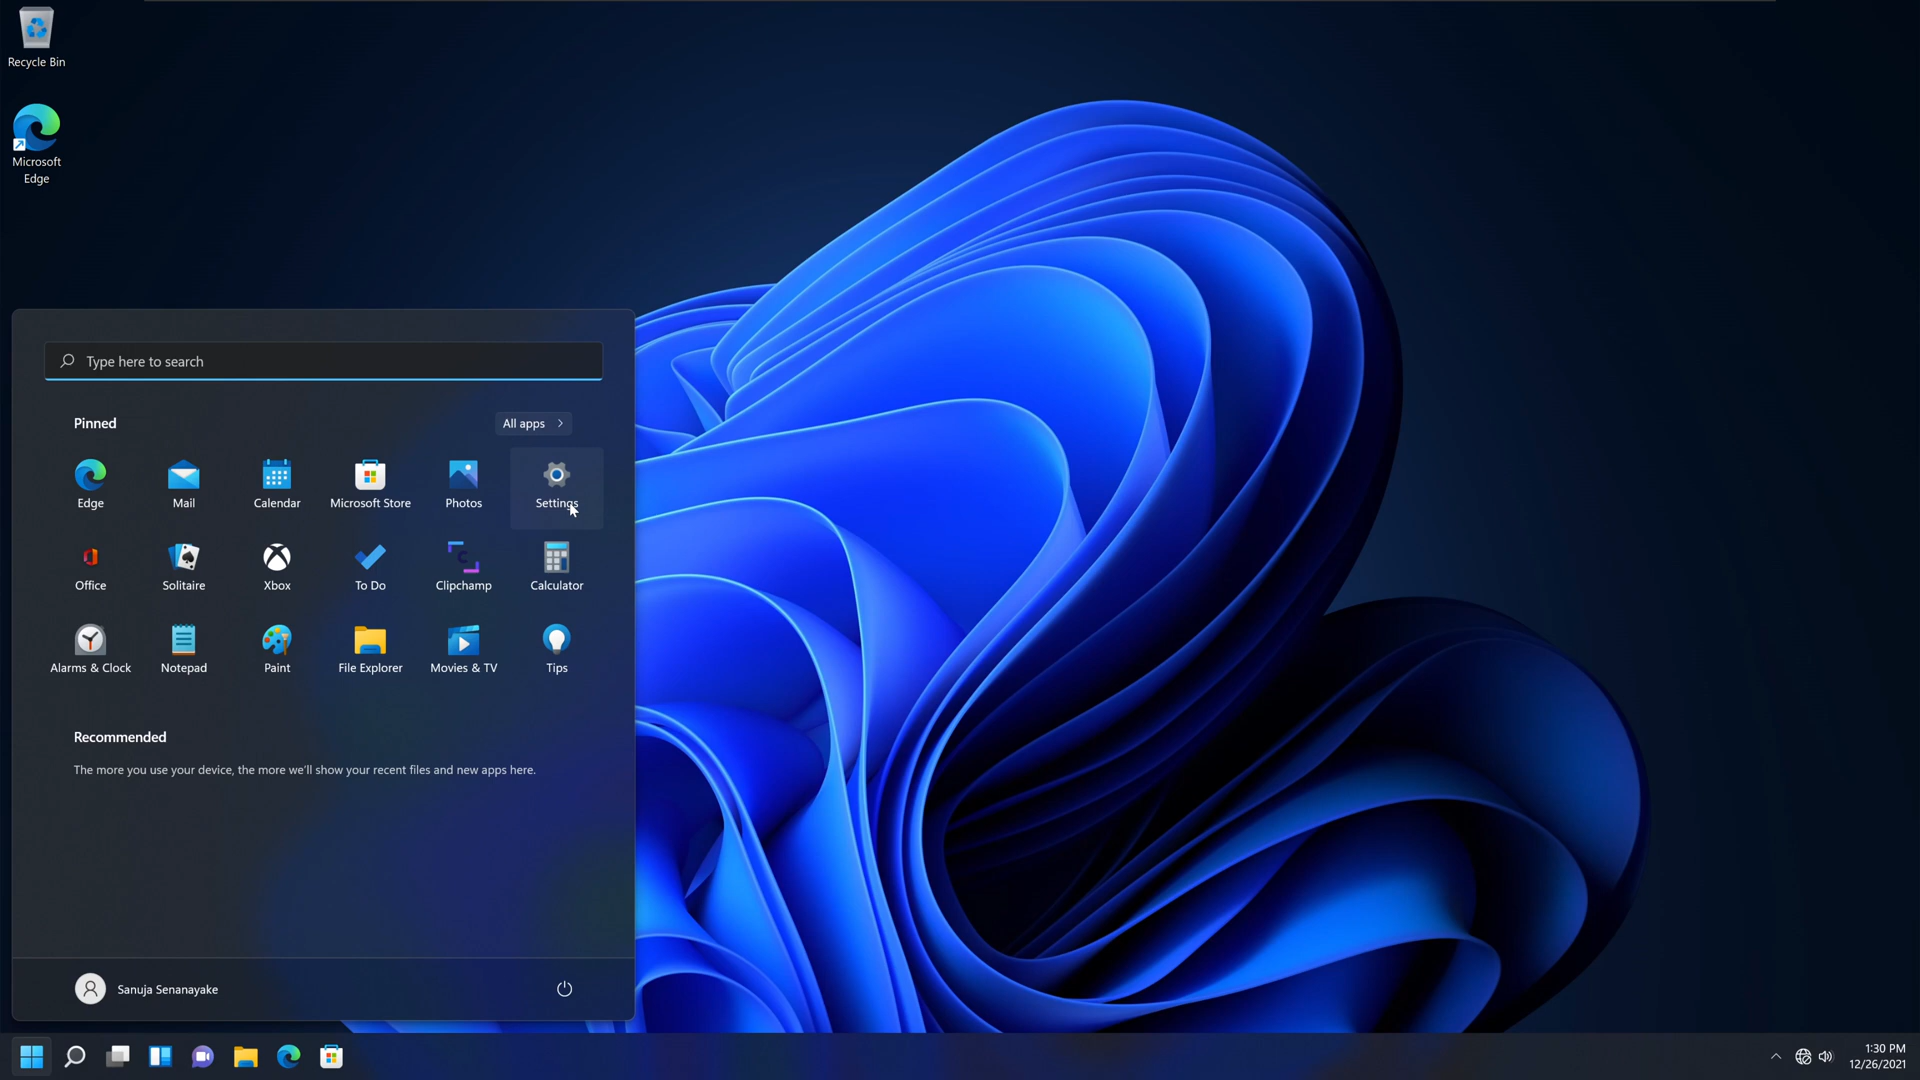 Recycle Bin
Microsoft
Edge
Type here to search
Pinned
All apps
Edge
Mail
Calendar
Microsoft Store
Photos
Settings
Office
Solitaire
Xbox
To Do
Clipchamp
Calculator
Alarms & Clock
Notepad
Paint
File Explorer
Movies & TV
Tips
Recommended
The more you use your device, the more we'll show your recent files and new apps here.
Sanuja Senanayake
1:30 PM
12/26/2021